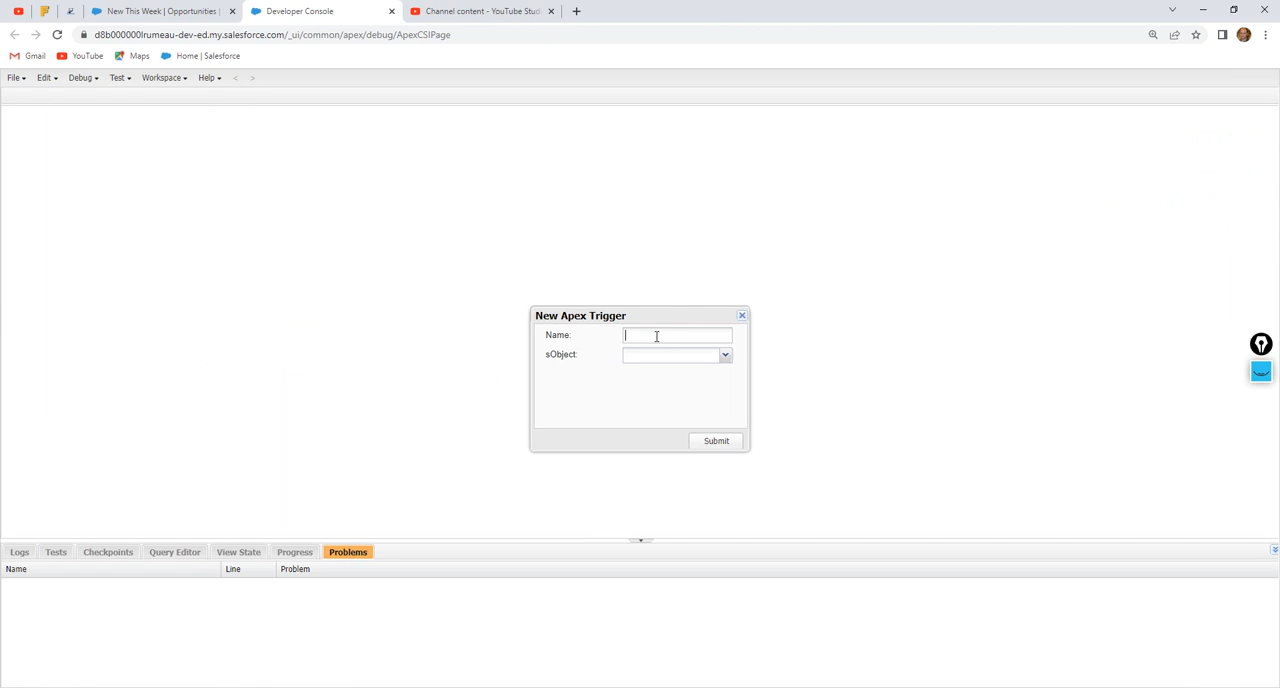 New This Week | Opportunities |
Developer Console
Channel content - YouTube Stud
d8b000000lrumeau-dev-ed.my.salesforce.com/_ui/common/apex/debug/ApexCSIPage
Gmail
YouTube
Maps
Home | Salesforce
File
Edit
Debug
Test
Workspace
Help
<
>
New Apex Trigger
Name:
sObject:
Submit
Logs
Tests
Checkpoints
Query Editor
View State
Progress
Problems
Name
Line
Problem